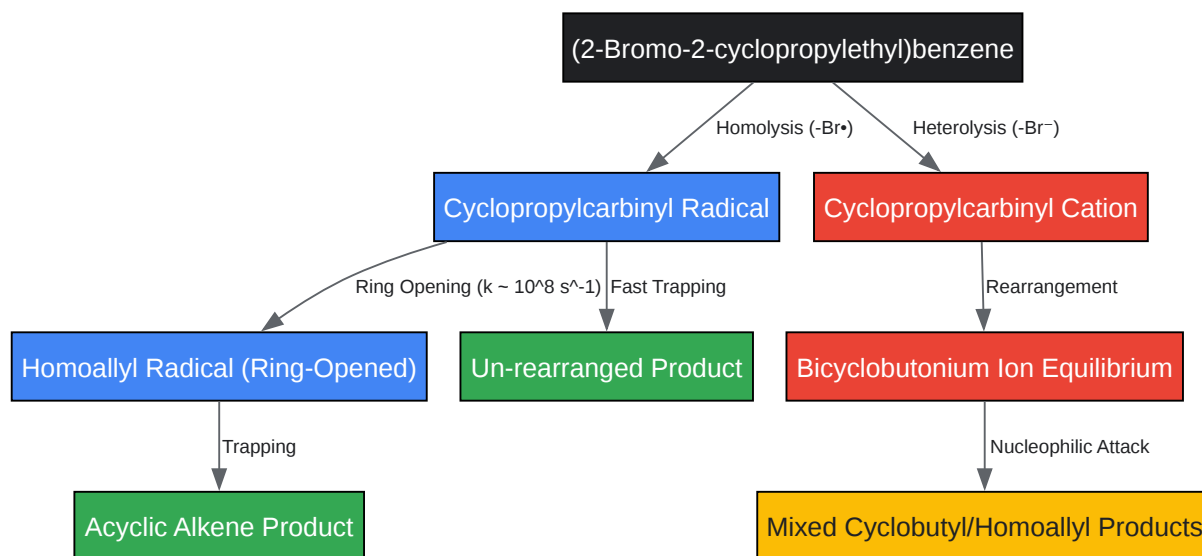 (2-Bromo-2-cyclopropylethyl)benzene
Homolysis (-Br•)
Heterolysis (-Br⁻)
Cyclopropylcarbinyl Radical
Cyclopropylcarbinyl Cation
Ring Opening (k ~ 10^8 s^-1)
Fast Trapping
Rearrangement
Homoallyl Radical (Ring-Opened)
Un-rearranged Product
Bicyclobutonium Ion Equilibrium
Trapping
Nucleophilic Attack
Acyclic Alkene Product
Mixed Cyclobutyl/Homoallyl Products